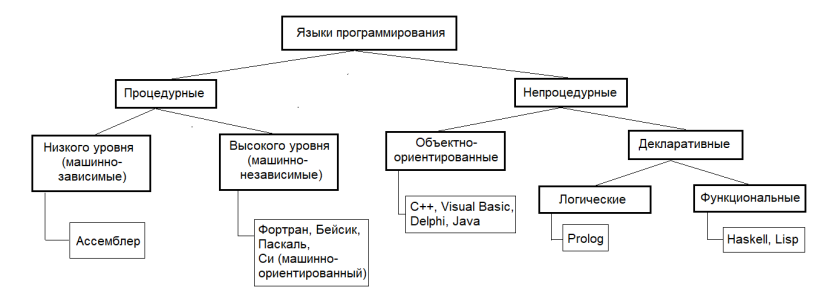 Языки программирования
Процедурные
Непроцедурные
Низкого уровня
(машинно-
зависимые)
Высокого уровня
(машинно-
независимые)
Объектно-
ориентированные
Декларативные
Логические
Функциональные
Ассемблер
Фортран, Бейсик,
Паскаль,
Си (машинно-
ориентированный)
C++, Visual Basic,
Delphi, Java
Prolog
Haskell, Lisp